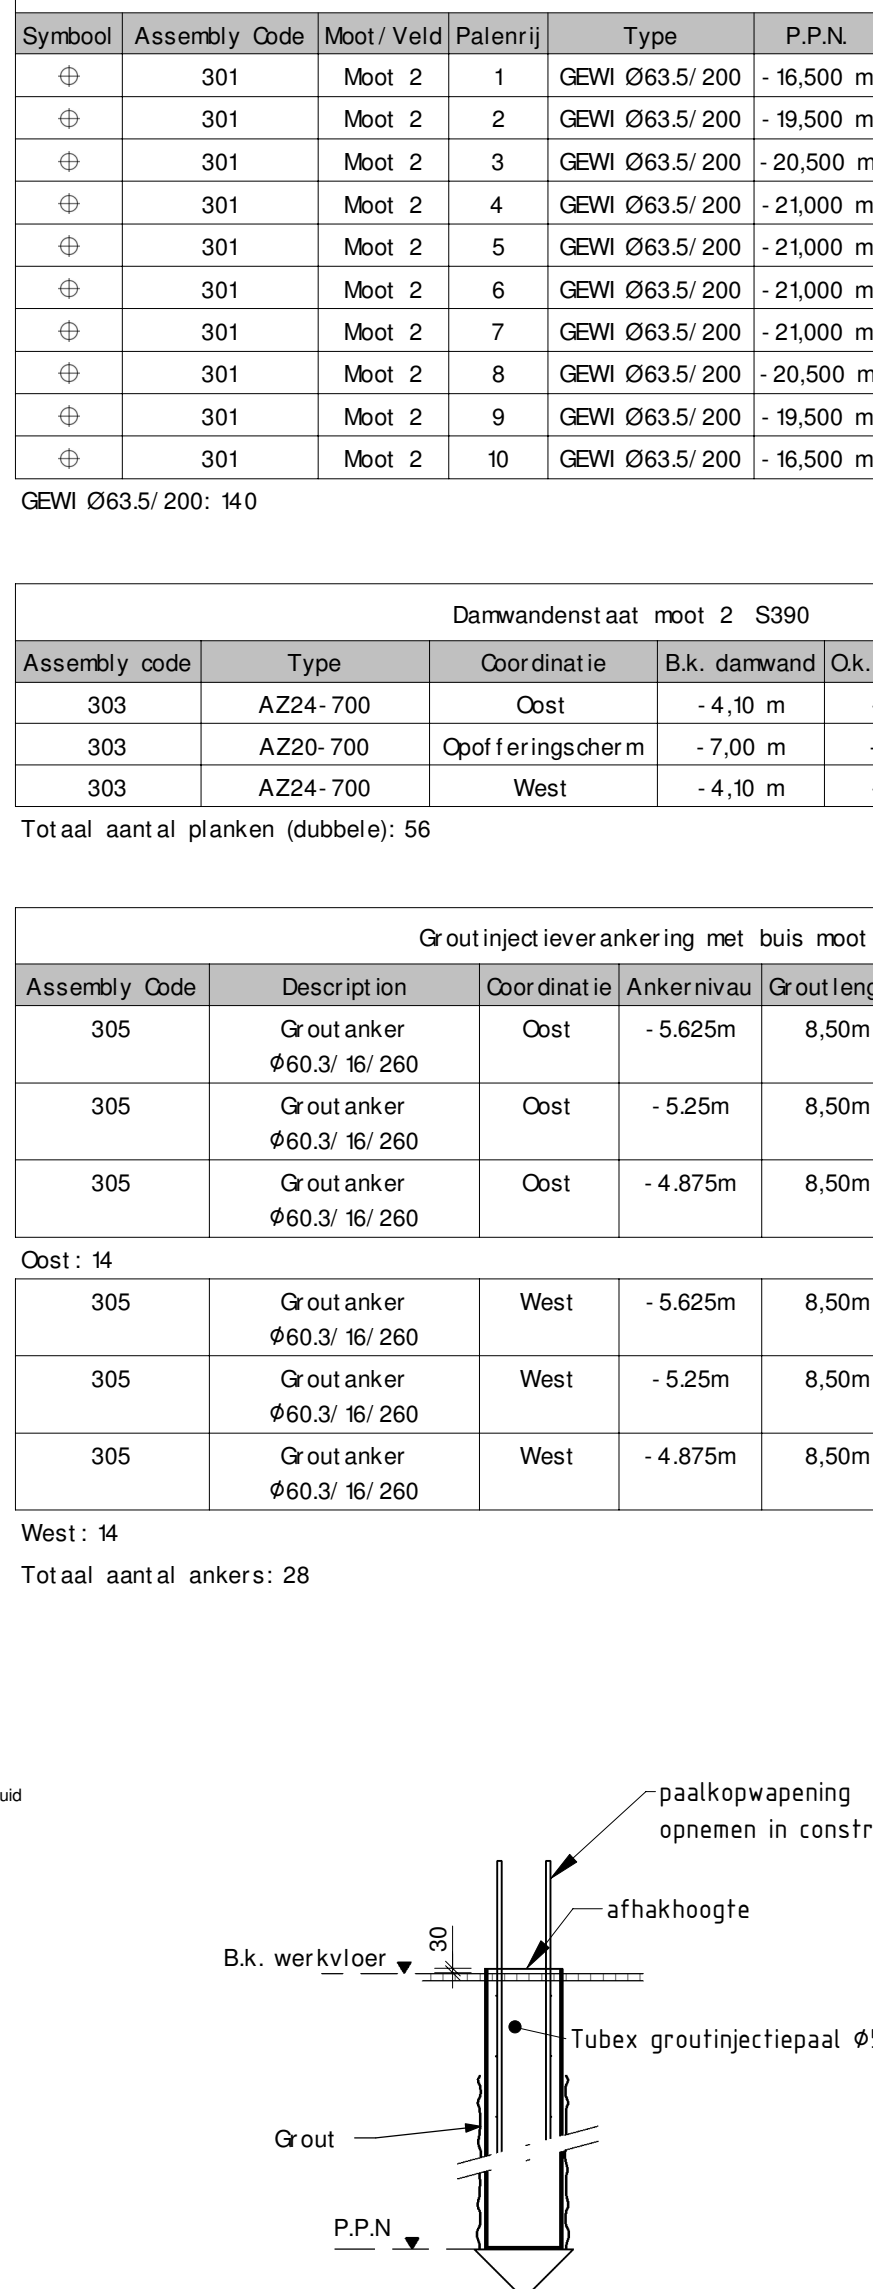 Symbool Assembly Code Moot / Veld Palenrij Type P.P.N.
301 Moot 2 1 GEWI Ø63.5/200 -16,500 m
301 Moot 2 2 GEWI Ø63.5/200 -19,500 m
301 Moot 2 3 GEWI Ø63.5/200 -20,500 m
301 Moot 2 4 GEWI Ø63.5/200 -21,000 m
301 Moot 2 5 GEWI Ø63.5/200 -21,000 m
301 Moot 2 6 GEWI Ø63.5/200 -21,000 m
301 Moot 2 7 GEWI Ø63.5/200 -21,000 m
301 Moot 2 8 GEWI Ø63.5/200 -20,500 m
301 Moot 2 9 GEWI Ø63.5/200 -19,500 m
301 Moot 2 10 GEWI Ø63.5/200 -16,500 m
GEWI Ø63.5/200: 140
Damwandenstaat moot 2 S390
Assembly code Type Coordinatie B.k. damwand O.k.
303 AZ24-700 Oost -4,10 m
303 AZ20-700 Opofferingscherm -7,00 m
303 AZ24-700 West -4,10 m
Totaal aantal planken (dubbele): 56
Groutinjectieverankering met buis moot
Assembly Code Description Coordinatie Ankernivau Groutleng
305 Groutanker Oost -5.625m 8,50m
Φ60.3/16/260
305 Groutanker Oost -5.25m 8,50m
Φ60.3/16/260
305 Groutanker Oost -4.875m 8,50m
Φ60.3/16/260
Oost: 14
305 Groutanker West -5.625m 8,50m
Φ60.3/16/260
305 Groutanker West -5.25m 8,50m
Φ60.3/16/260
305 Groutanker West -4.875m 8,50m
Φ60.3/16/260
West: 14
Totaal aantal ankers: 28
uid
paalkopwapening
opnemen in constr
afhakhoogte
30
B.k. werkvloer
Tubex groutinjectiepaal Φ
Grout
P.P.N